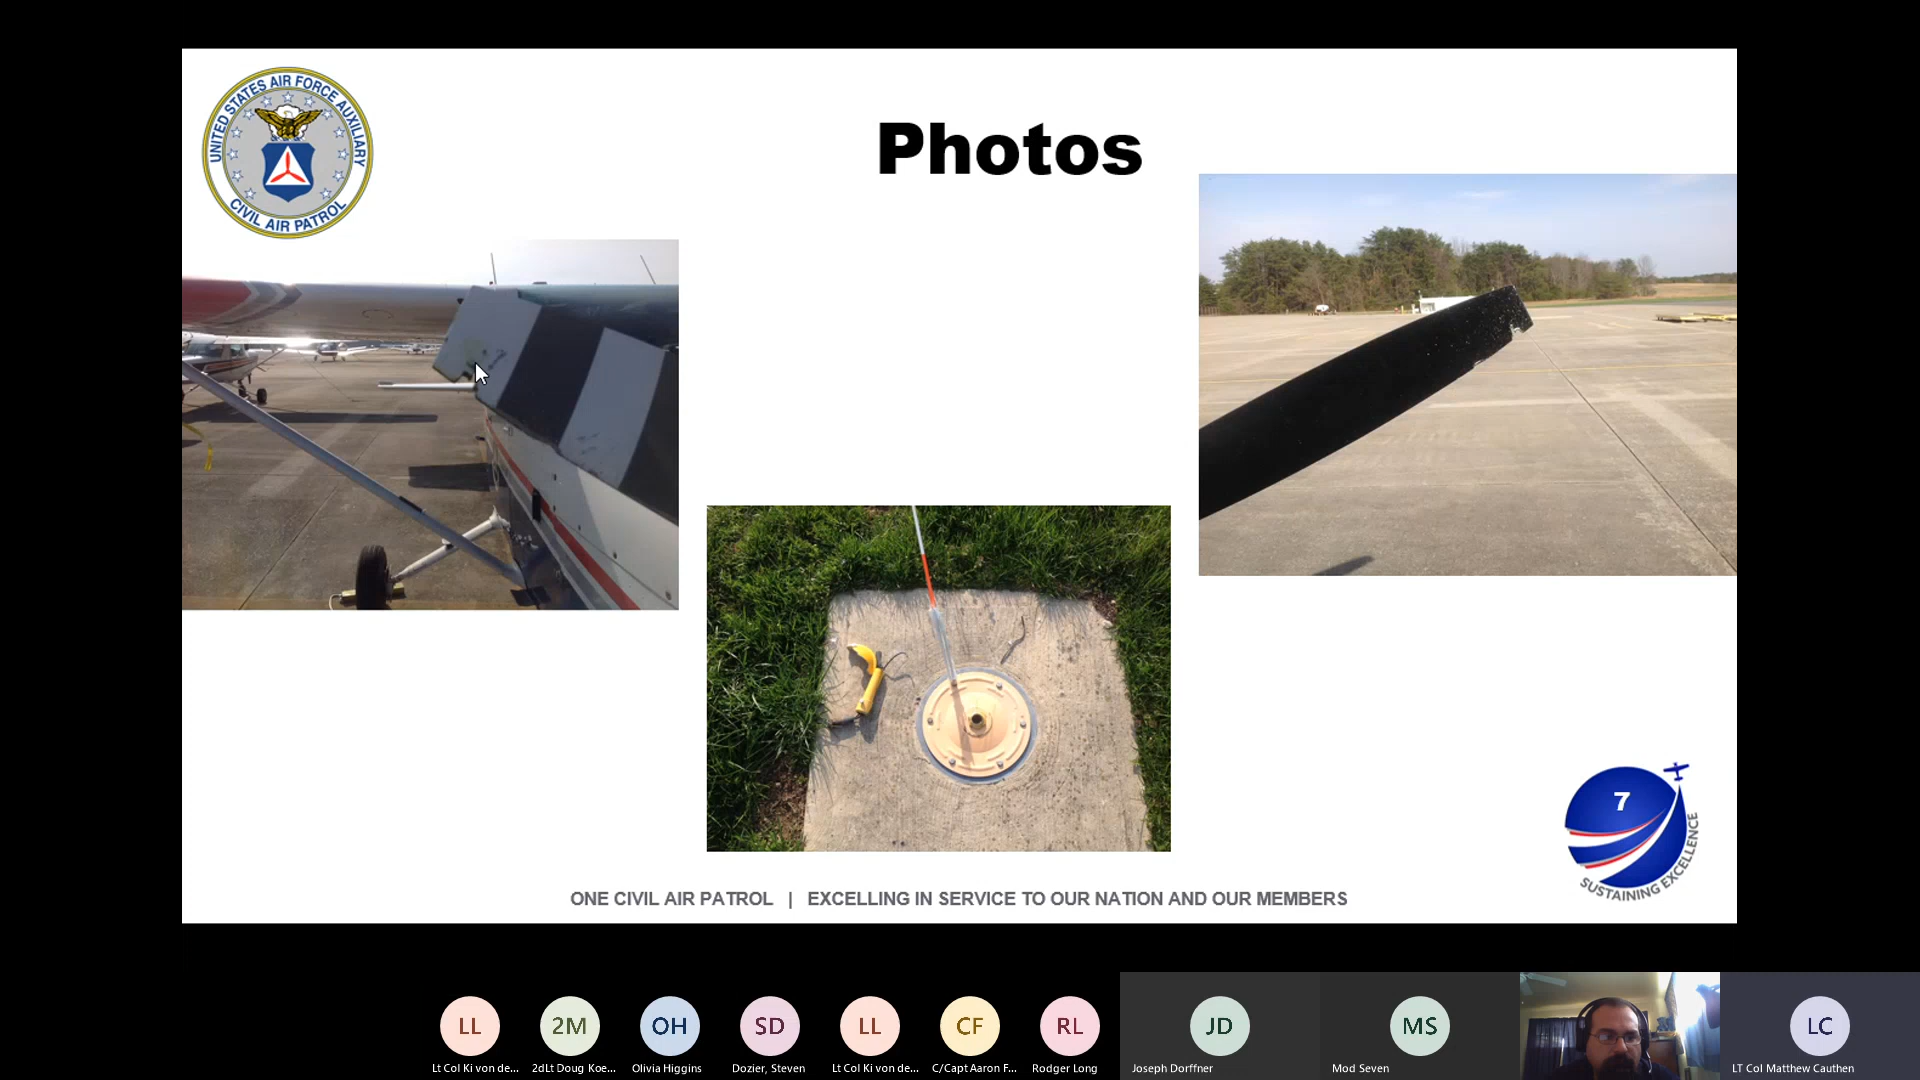 UNITED STATES AIR FORCE AUXILIARY
CIVIL AIR PATROL
Photos
7
SUSTAINING EXCELLENCE
ONE CIVIL AIR PATROL | EXCELLING IN SERVICE TO OUR NATION AND OUR MEMBERS
LL
2M
OH
SD
LL
CF
RL
JD
MS
LC
Lt Col Ki von de...
2dLt Doug Koe...
Olivia Higgins
Dozier, Steven
Lt Col Ki von de...
C/Capt Aaron F...
Rodger Long
Joseph Dorffner
Mod Seven
LT Col Matthew Cauthen